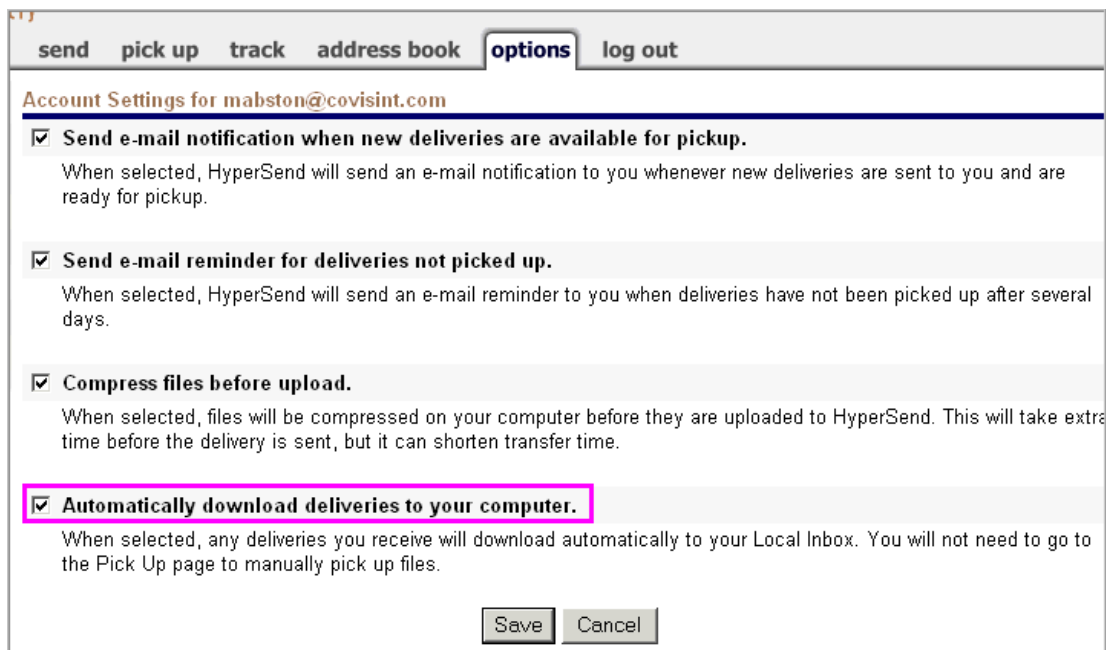 send pick up track address book options log out
Account Settings for mabston@covisint.com
Send e-mail notification when new deliveries are available for pickup.
When selected, HyperSend will send an e-mail notification to you whenever new deliveries are sent to you and are
ready for pickup.
Send e-mail reminder for deliveries not picked up.
When selected, HyperSend will send an e-mail reminder to you when deliveries have not been picked up after several
days.
Compress files before upload.
When selected, files will be compressed on your computer before they are uploaded to HyperSend. This will take extra
time before the delivery is sent, but it can shorten transfer time.
Automatically download deliveries to your computer.
When selected, any deliveries you receive will download automatically to your Local Inbox. You will not need to go to
the Pick Up page to manually pick up files.
Save Cancel